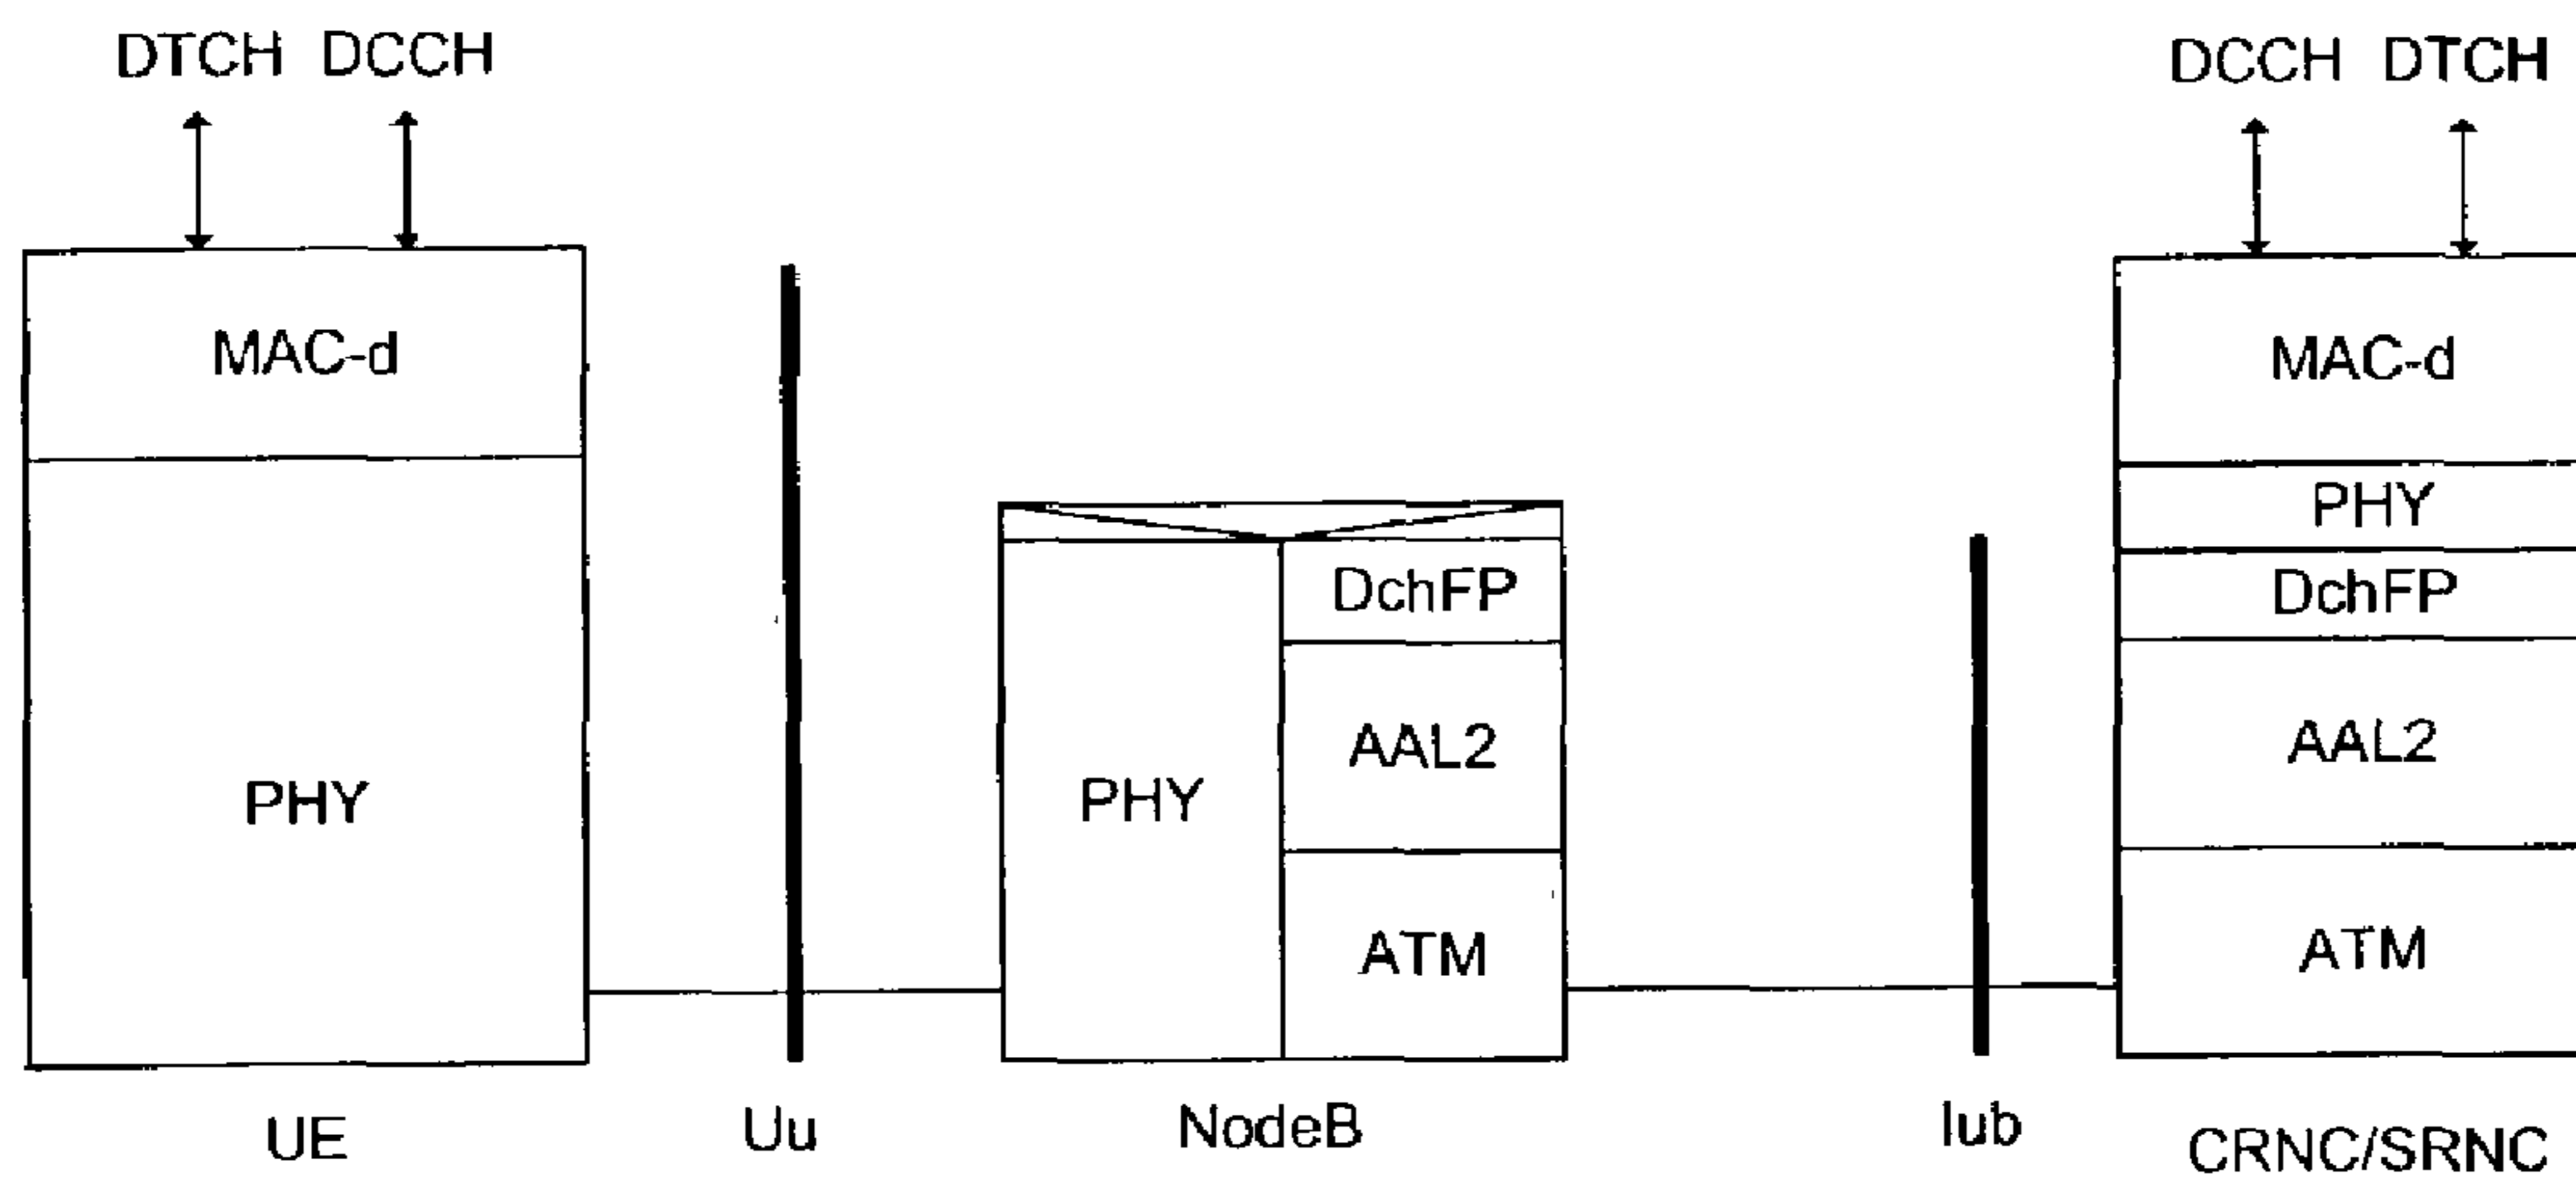 DTCH DCCH
DCCH DTCH
MAC-d
PHY
UE
Uu
DchFP
AAL2
PHY
ATM
NodeB
Iub
MAC-d
PHY
DchFP
AAL2
ATM
CRNC/SRNC